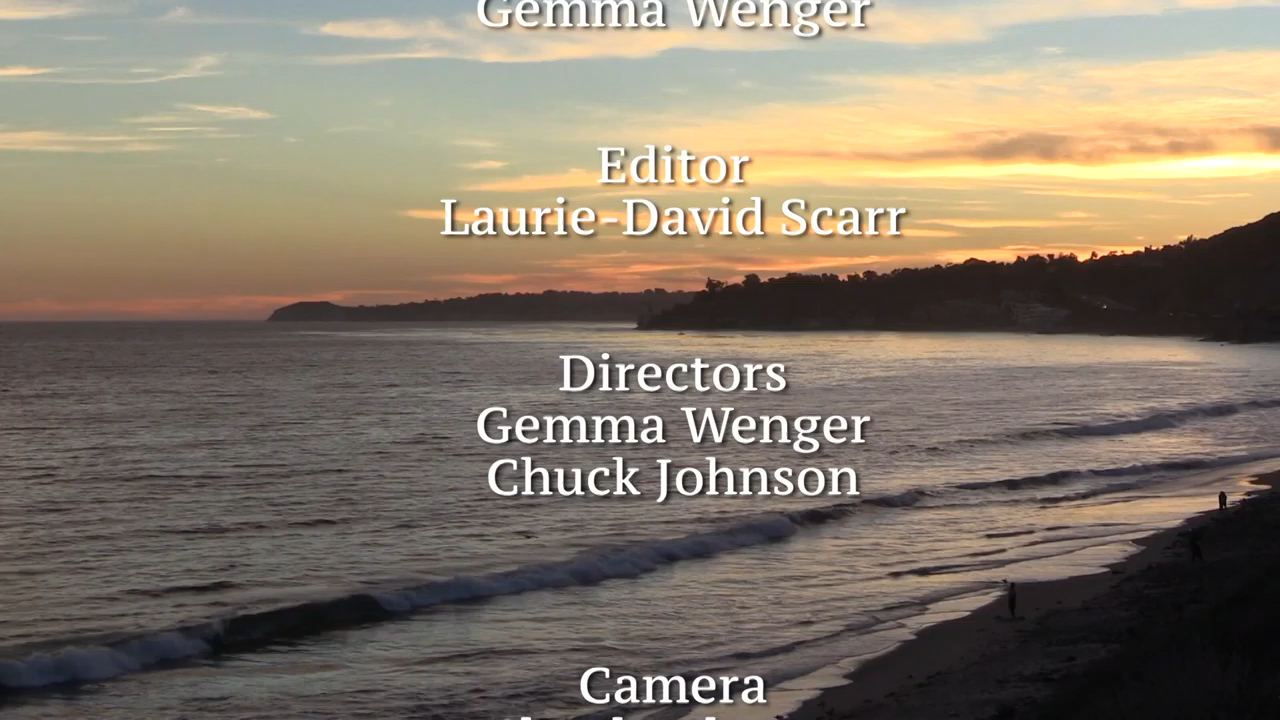 Gemma Wenger
Editor
Laurie-David Scarr
Directors
Gemma Wenger
Chuck Johnson
Camera